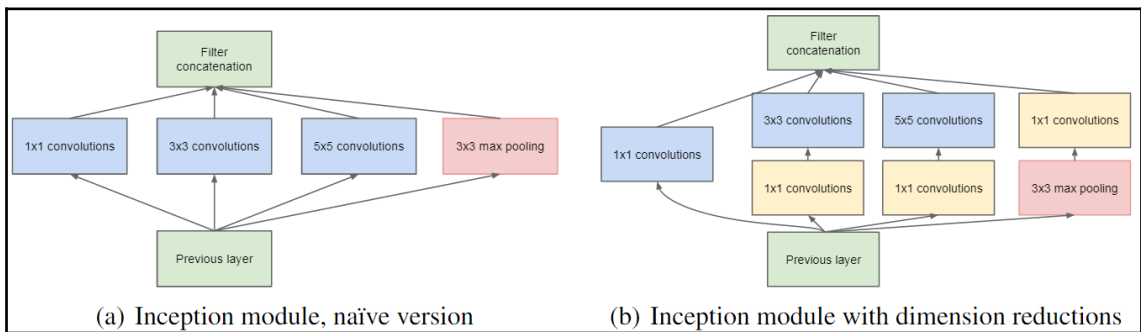 Filter
concatenation
1x1 convolutions
3x3 convolutions
5x5 convolutions
3x3 max pooling
Previous layer
(a) Inception module, naïve version
Filter
concatenation
3x3 convolutions
5x5 convolutions
1x1 convolutions
1x1 convolutions
1x1 convolutions
1x1 convolutions
3x3 max pooling
Previous layer
(b) Inception module with dimension reductions